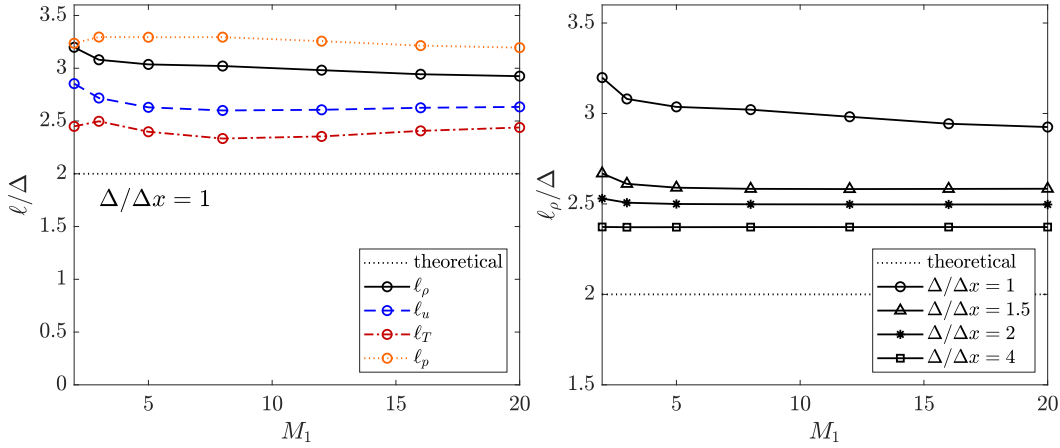 3.5
3
2.5
2
1.5
1
0.5
0
ℓ/Δ
Δ/Δx = 1
theoretical
ℓ_ρ
ℓ_u
ℓ_T
ℓ_p
5 10 15 20
M_1
3.5
3
2.5
2
1.5
ℓ_ρ/Δ
theoretical
Δ/Δx = 1
Δ/Δx = 1.5
Δ/Δx = 2
Δ/Δx = 4
5 10 15 20
M_1